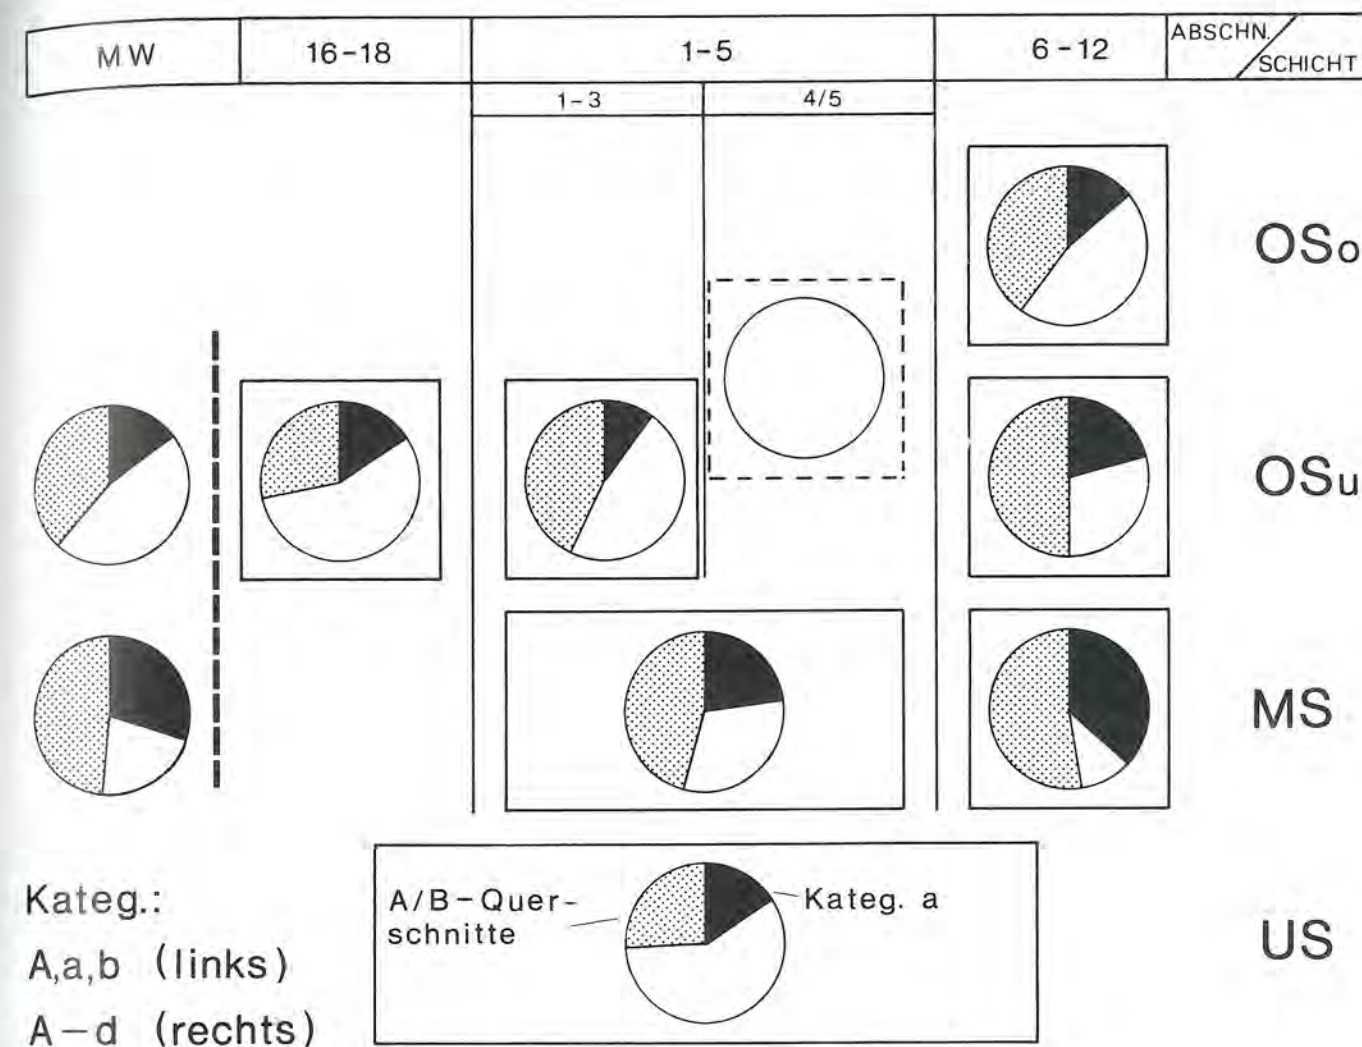 MW 16-18 1-5 6-12 ABSCHN./SCHICHT
1-3 4/5
OSo
OSu
MS
A/B-Quer-
schnitte
Kateg. a
US
Kateg.:
A,a,b (links)
A-d (rechts)